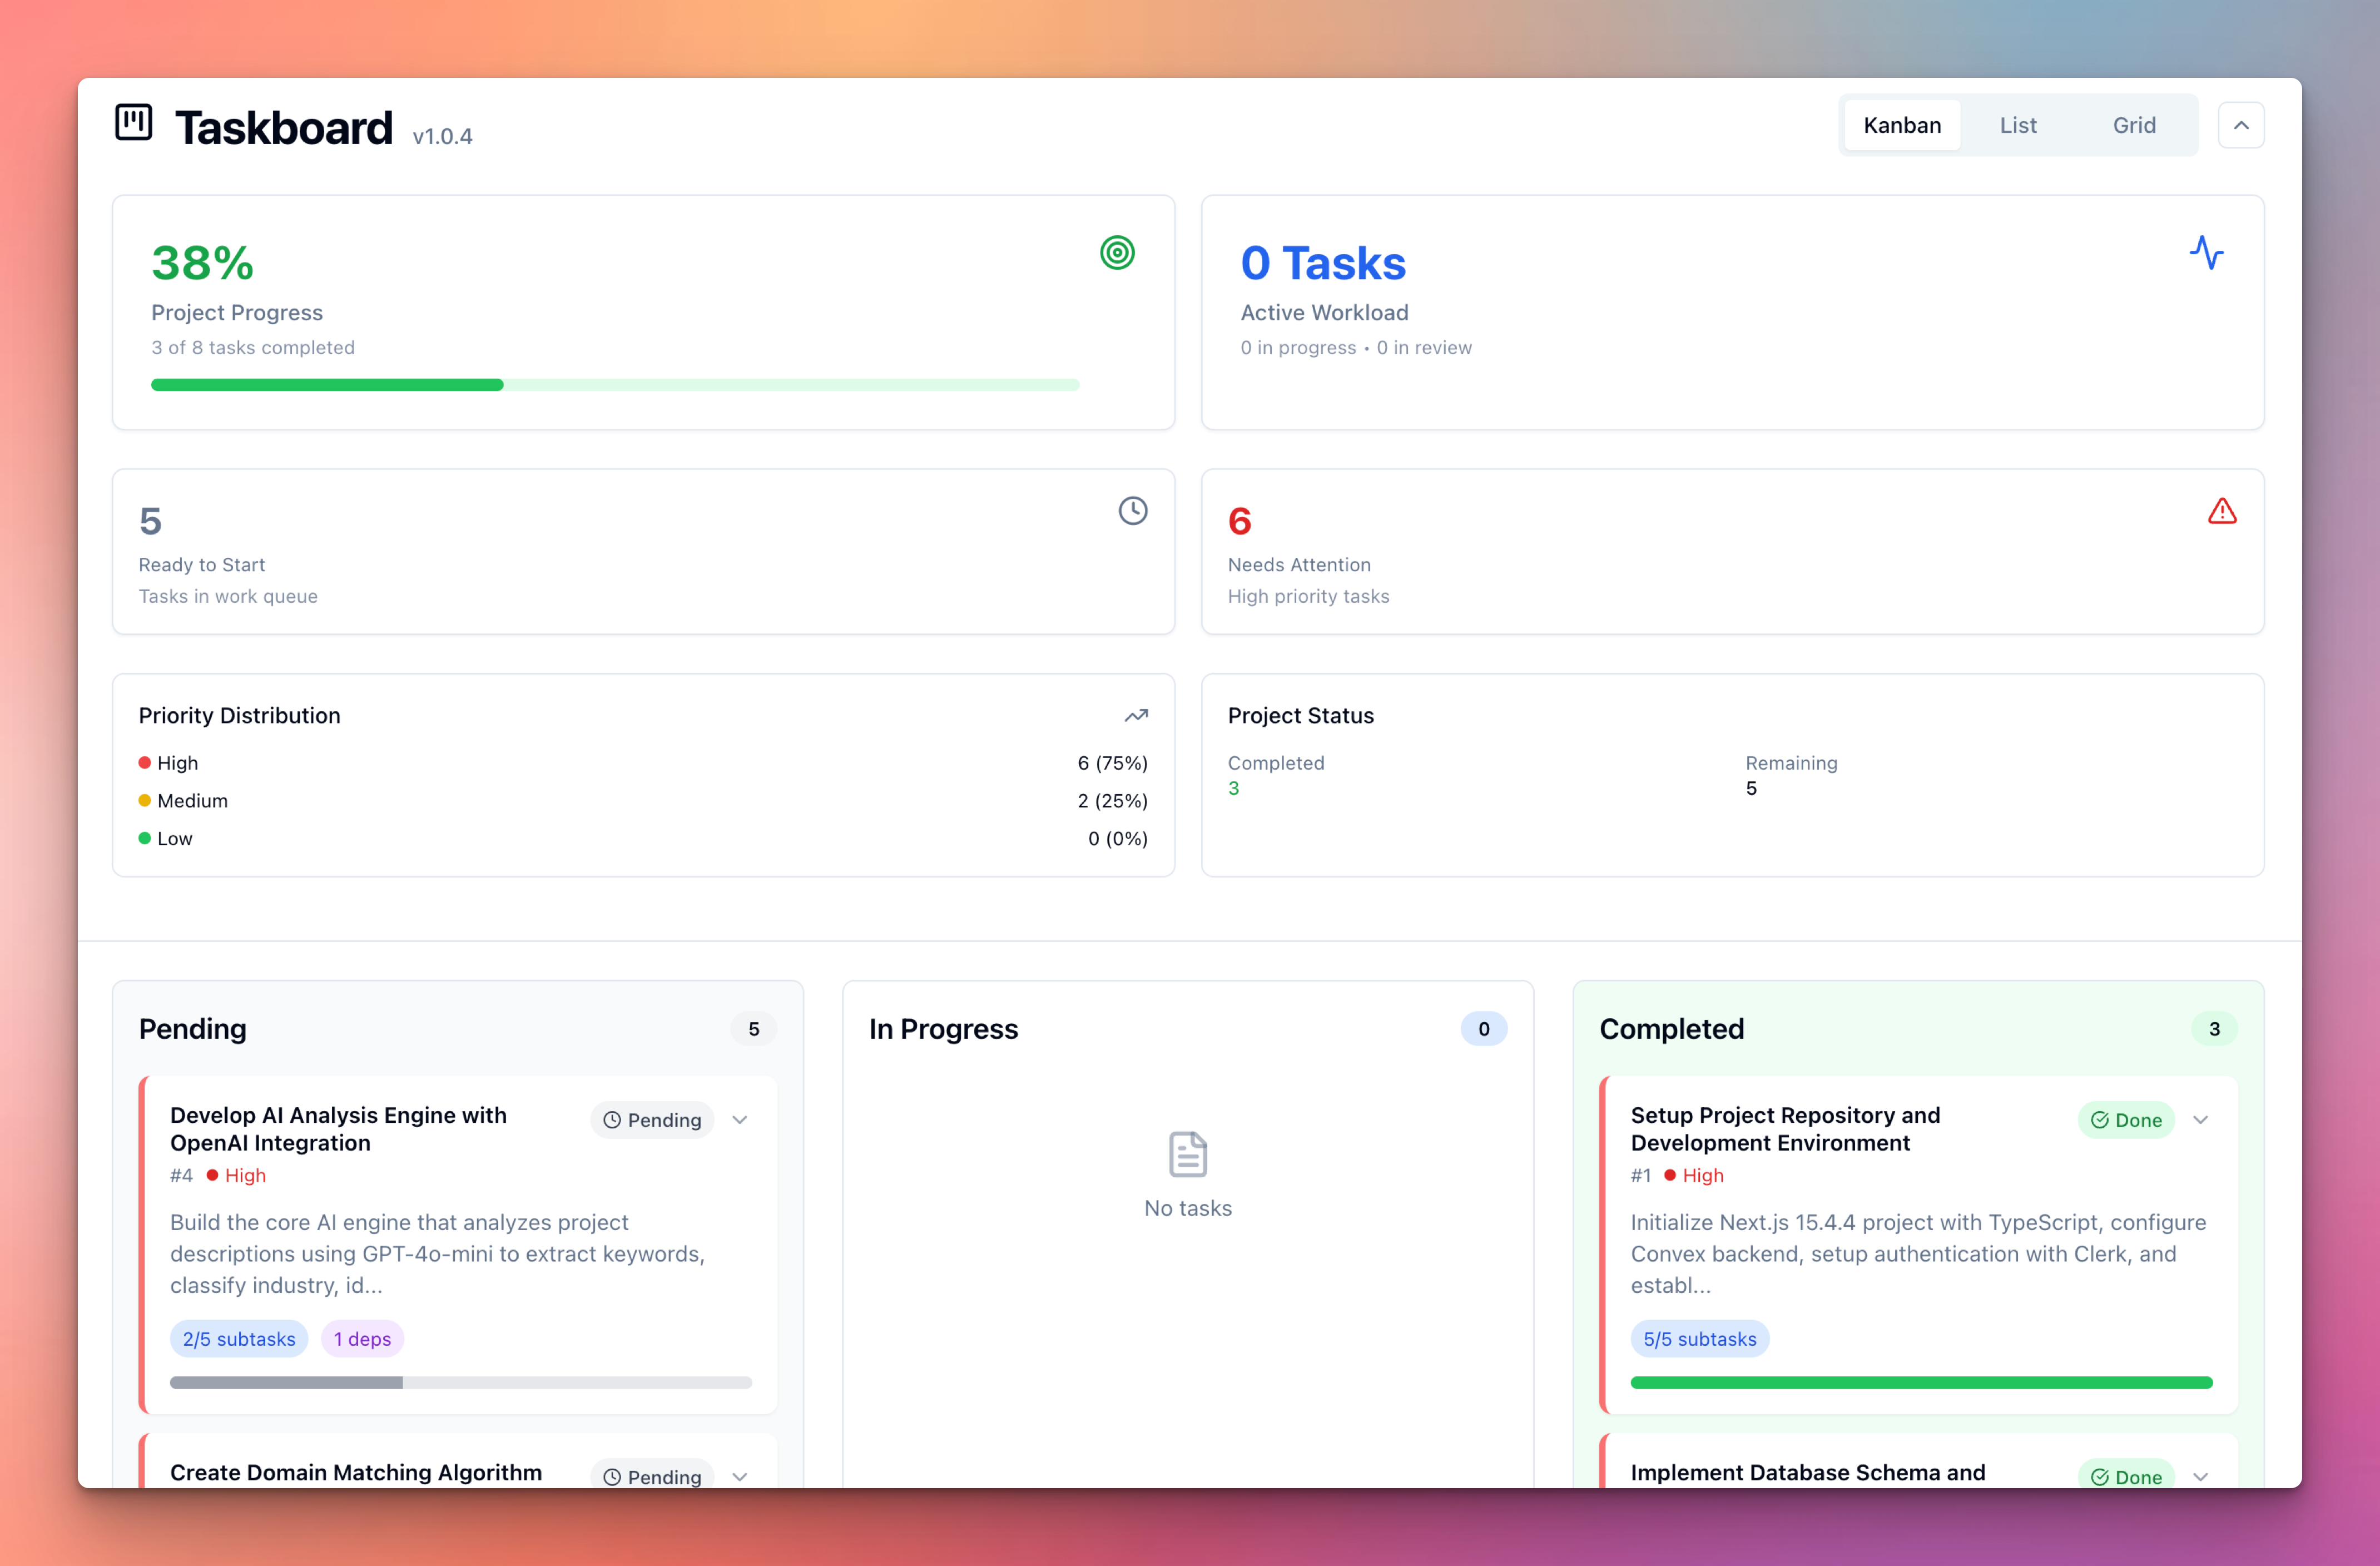 Taskboard v1.0.4
Kanban List Grid
38%
Project Progress
3 of 8 tasks completed
0 Tasks
Active Workload
0 in progress • 0 in review
5
Ready to Start
Tasks in work queue
6
Needs Attention
High priority tasks
Priority Distribution
High 6 (75%)
Medium 2 (25%)
Low 0 (0%)
Project Status
Completed Remaining
3 5
Pending 5
Develop AI Analysis Engine with
OpenAI Integration
Pending
#4 High
Build the core AI engine that analyzes project
descriptions using GPT-4o-mini to extract keywords,
classify industry, id...
2/5 subtasks 1 deps
Create Domain Matching Algorithm
Pending
In Progress 0
No tasks
Completed 3
Setup Project Repository and
Development Environment
Done
#1 High
Initialize Next.js 15.4.4 project with TypeScript, configure
Convex backend, setup authentication with Clerk, and
establ...
5/5 subtasks
Implement Database Schema and
Done